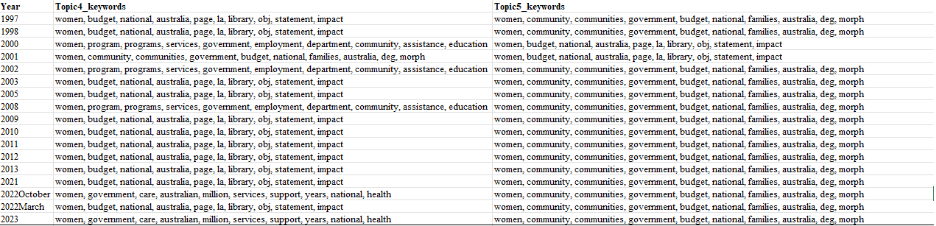 Year Topic4_keywords Topic5_keywords
1997 women, budget, national, australia, page, la, library, obj, statement, impact women, community, communities, government, budget, national, families, australia, deg, morph
1998 women, budget, national, australia, page, la, library, obj, statement, impact women, community, communities, government, budget, national, families, australia, deg, morph
2000 women, program, programs, services, government, employment, department, community, assistance, education women, budget, national, australia, page, la, library, obj, statement, impact
2001 women, community, communities, government, budget, national, families, australia, deg, morph women, budget, national, australia, page, la, library, obj, statement, impact
2002 women, program, programs, services, government, employment, department, community, assistance, education women, community, communities, government, budget, national, families, australia, deg, morph
2003 women, budget, national, australia, page, la, library, obj, statement, impact women, community, communities, government, budget, national, families, australia, deg, morph
2005 women, budget, national, australia, page, la, library, obj, statement, impact women, community, communities, government, budget, national, families, australia, deg, morph
2008 women, program, programs, services, government, employment, department, community, assistance, education women, community, communities, government, budget, national, families, australia, deg, morph
2009 women, budget, national, australia, page, la, library, obj, statement, impact women, community, communities, government, budget, national, families, australia, deg, morph
2010 women, budget, national, australia, page, la, library, obj, statement, impact women, community, communities, government, budget, national, families, australia, deg, morph
2011 women, budget, national, australia, page, la, library, obj, statement, impact women, community, communities, government, budget, national, families, australia, deg, morph
2012 women, budget, national, australia, page, la, library, obj, statement, impact women, community, communities, government, budget, national, families, australia, deg, morph
2013 women, budget, national, australia, page, la, library, obj, statement, impact women, community, communities, government, budget, national, families, australia, deg, morph
2021 women, budget, national, australia, page, la, library, obj, statement, impact women, community, communities, government, budget, national, families, australia, deg, morph
2022October women, government, care, australian, million, services, support, years, national, health women, community, communities, government, budget, national, families, australia, deg, morph
2022March women, budget, national, australia, page, la, library, obj, statement, impact women, community, communities, government, budget, national, families, australia, deg, morph
2023 women, government, care, australian, million, services, support, years, national, health women, community, communities, government, budget, national, families, australia, deg, morph